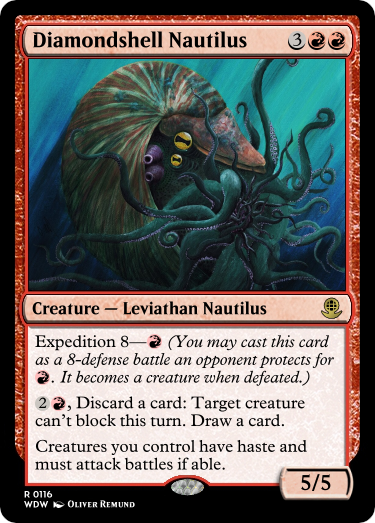 Diamondshell Nautilus 3
Creature — Leviathan Nautilus
Expedition 8— (You may cast this card
as a 8-defense battle an opponent protects for
. It becomes a creature when defeated.)
2, Discard a card: Target creature
can't block this turn. Draw a card.
Creatures you control have haste and
must attack battles if able.
5/5
R 0116
WDW OLIVER REMUND